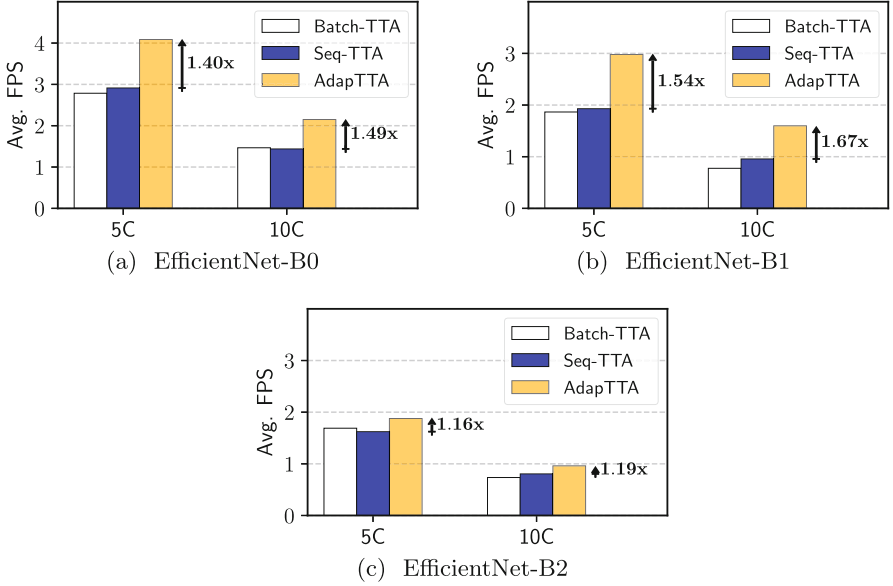 Avg. FPS
4
3
2
1
0
Batch-TTA
Seq-TTA
AdapTTA
1.40x
1.49x
5C
10C
(a) EfficientNet-B0
Avg. FPS
3
2
1
0
Batch-TTA
Seq-TTA
AdapTTA
1.54x
1.67x
5C
10C
(b) EfficientNet-B1
Avg. FPS
3
2
1
0
Batch-TTA
Seq-TTA
AdapTTA
1.16x
1.19x
5C
10C
(c) EfficientNet-B2